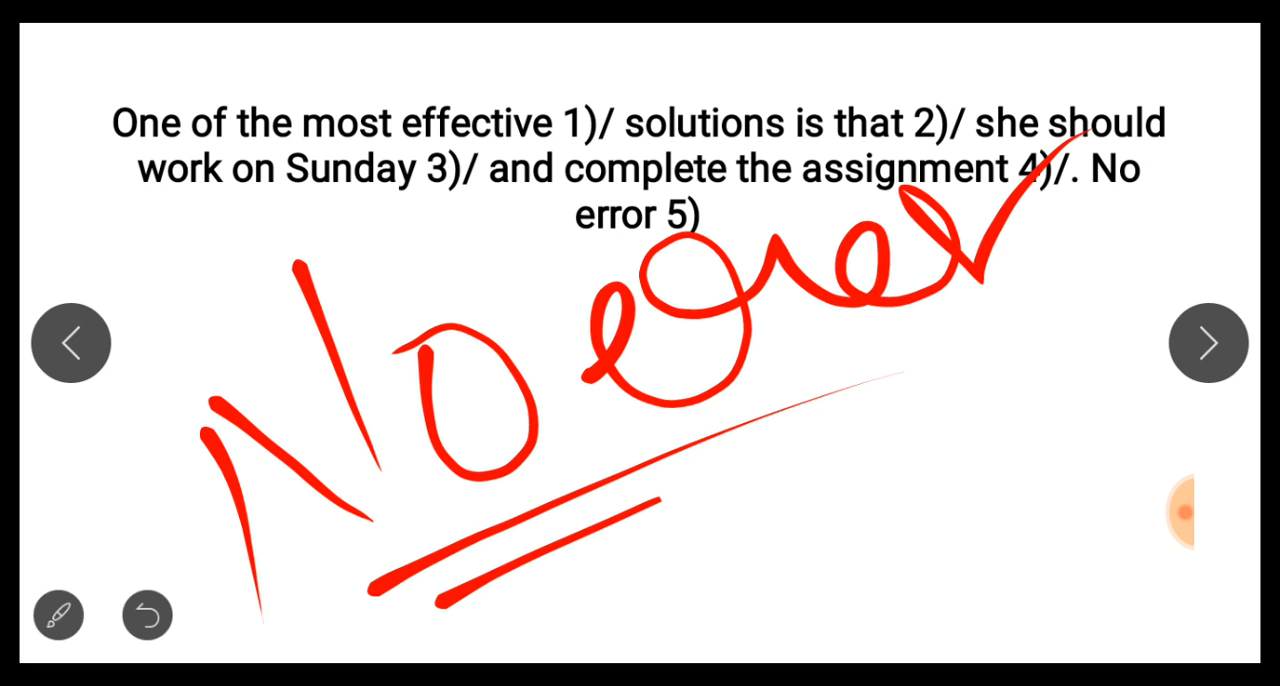 One of the most effective 1)/ solutions is that 2)/ she should
work on Sunday 3)/ and complete the assignment 4)/. No
error 5)
No